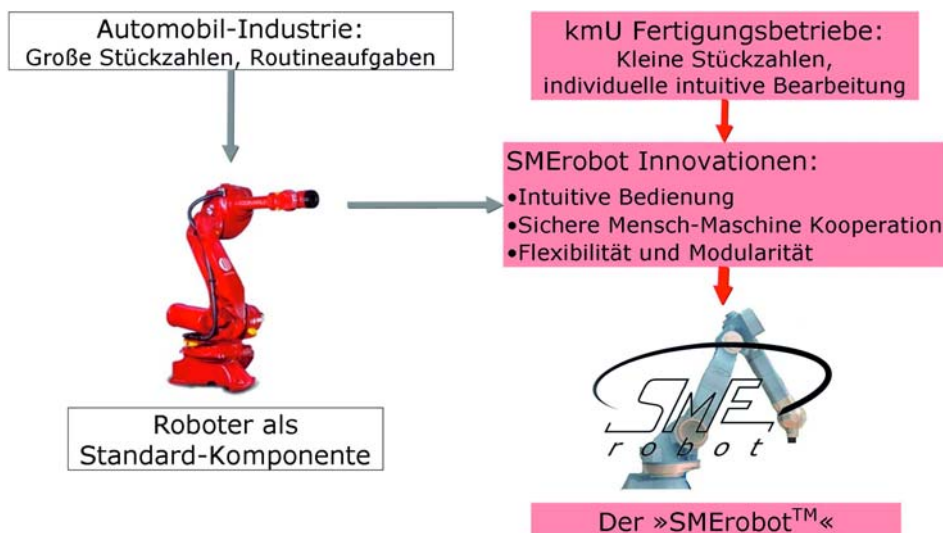 Automobil-Industrie:
Große Stückzahlen, Routineaufgaben
Roboter als
Standard-Komponente
kmU Fertigungsbetriebe:
Kleine Stückzahlen,
individuelle intuitive Bearbeitung
SMErobot Innovationen:
•Intuitive Bedienung
•Sichere Mensch-Maschine Kooperation
•Flexibilität und Modularität
SME
robot
Der »SMErobot™«